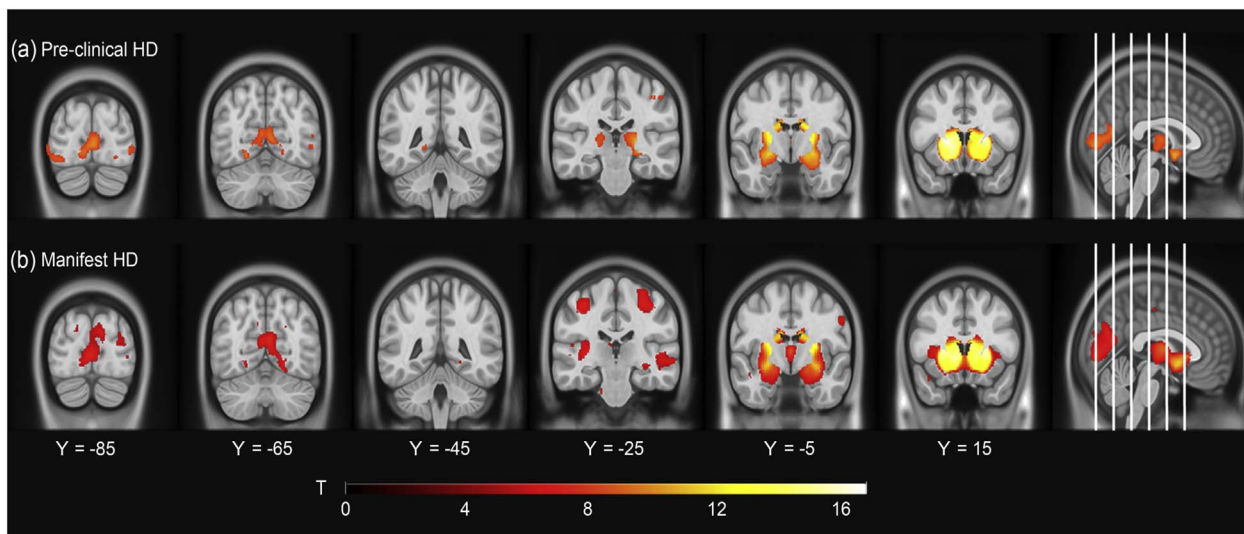 (a) Pre-clinical HD
(b) Manifest HD
Y = -85 Y = -65 Y = -45 Y = -25 Y = -5 Y = 15
T
0 4 8 12 16